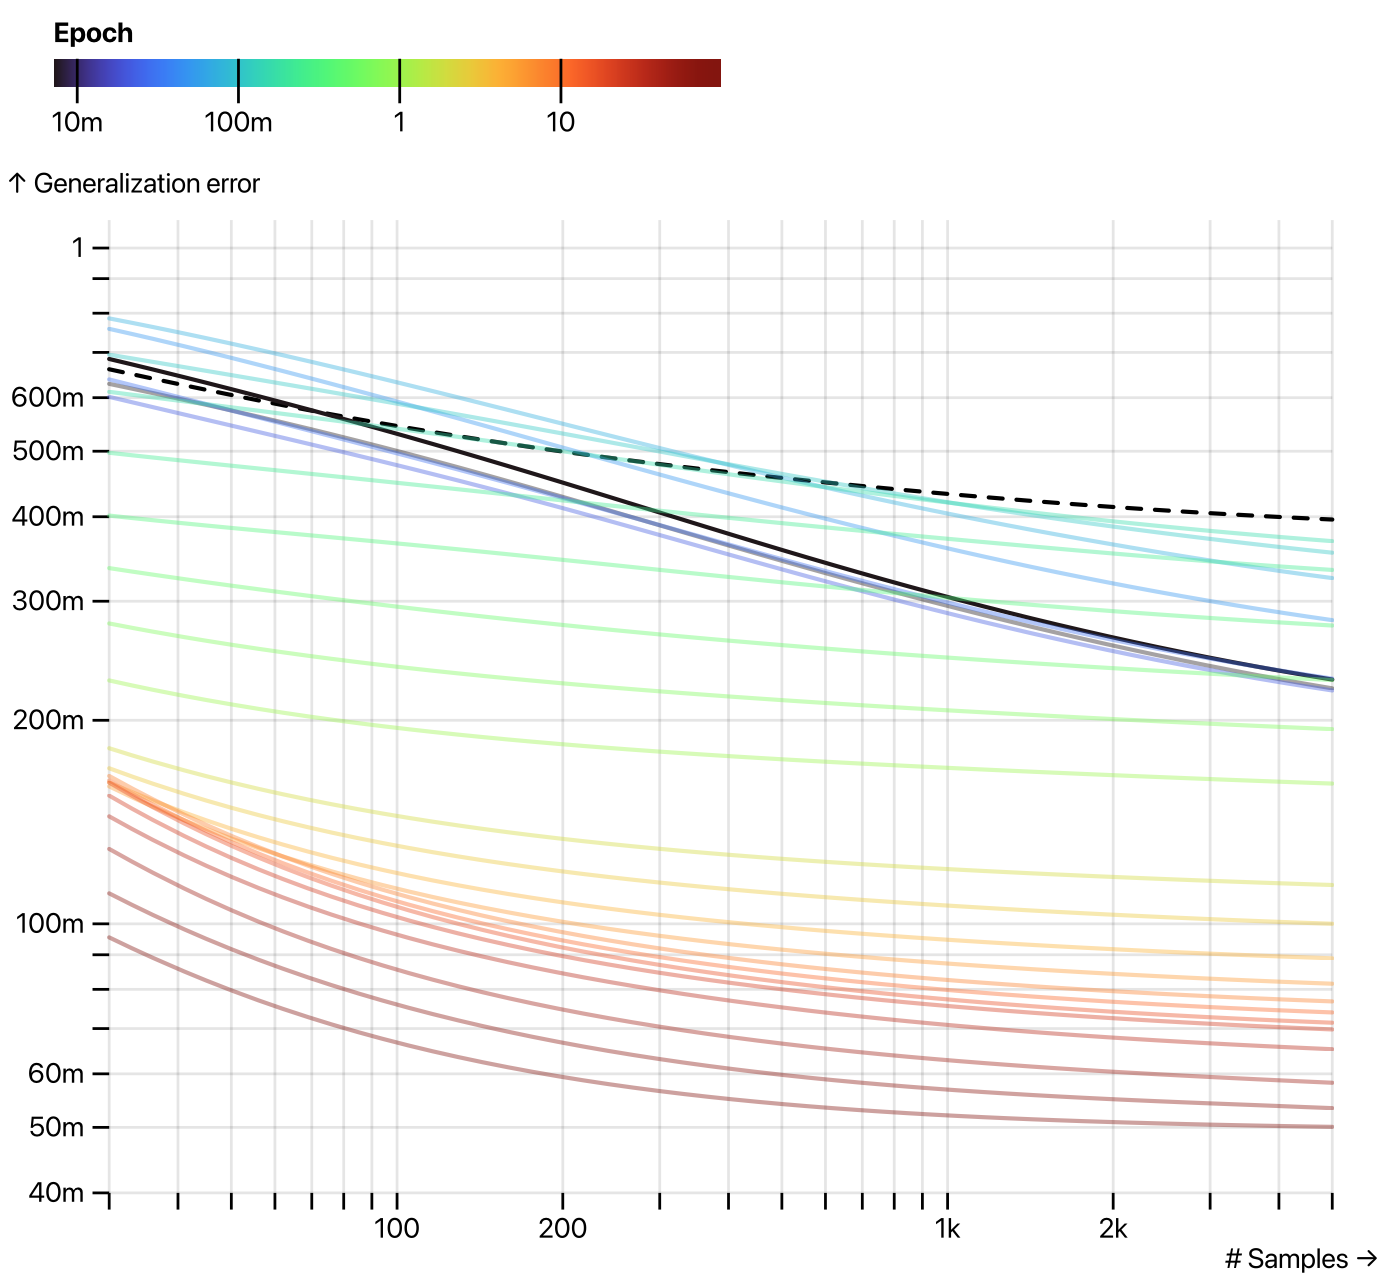 Epoch
10m 100m 1 10
↑ Generalization error
1
600m
500m
400m
300m
200m
100m
60m
50m
40m
100 200 1k 2k
# Samples →